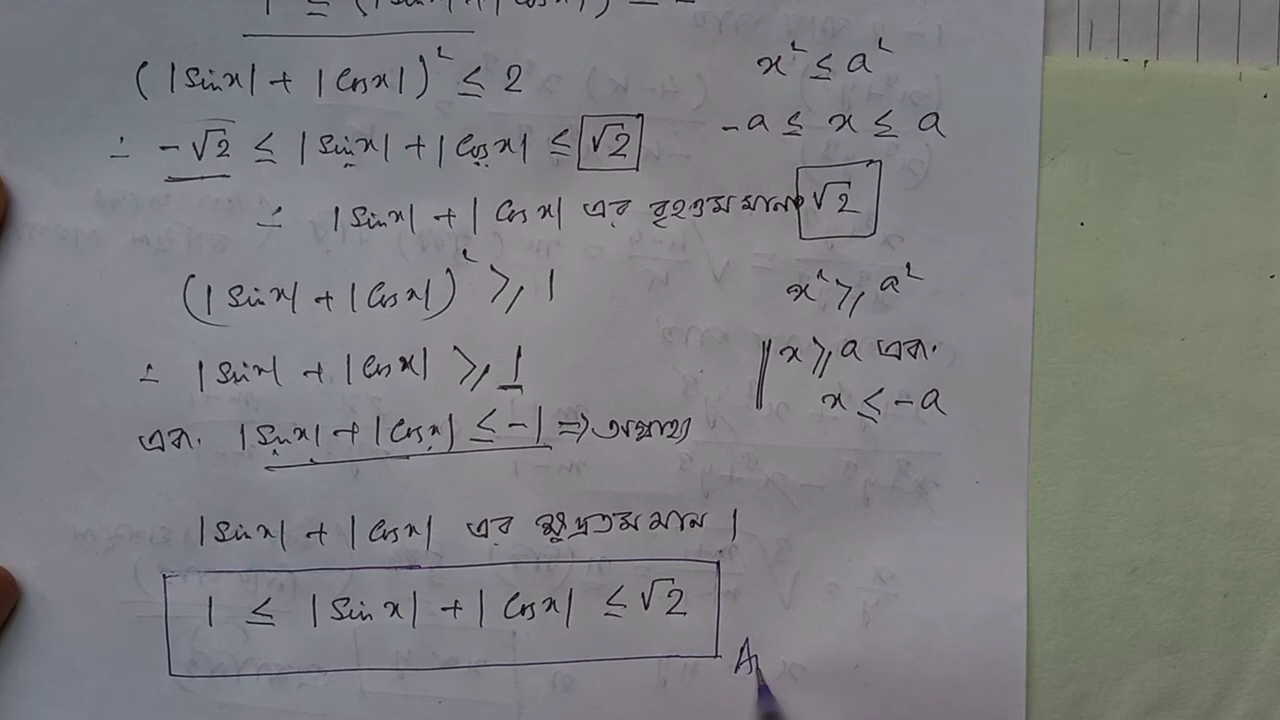 (|Sinx| + |Cosx|)² ≤ 2
x² ≤ a²
∴ -√2 ≤ |Sinx| + |Cosx| ≤ √2
-a ≤ x ≤ a
∴ |Sinx| + |Cosx| এর বৃহত্তম মান √2
(|Sinx| + |Cosx|)² ≥ 1
x² ≥ a²
∴ |Sinx| + |Cosx| ≥ 1
x ≥ a এবং
x ≤ -a
এবং |Sinx| + |Cosx| ≤ -1 ⇒ অগ্রাহ্য
|Sinx| + |Cosx| এর ক্ষুদ্রতম মান 1
1 ≤ |Sinx| + |Cosx| ≤ √2